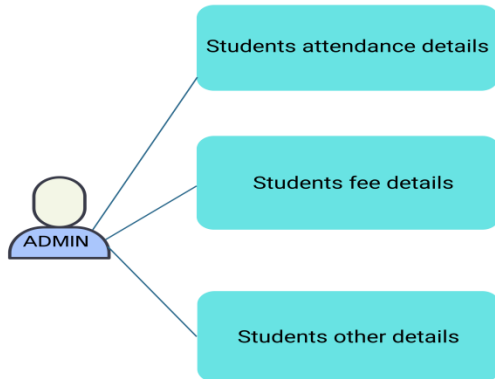 Students attendance details
Students fee details
ADMIN
Students other details